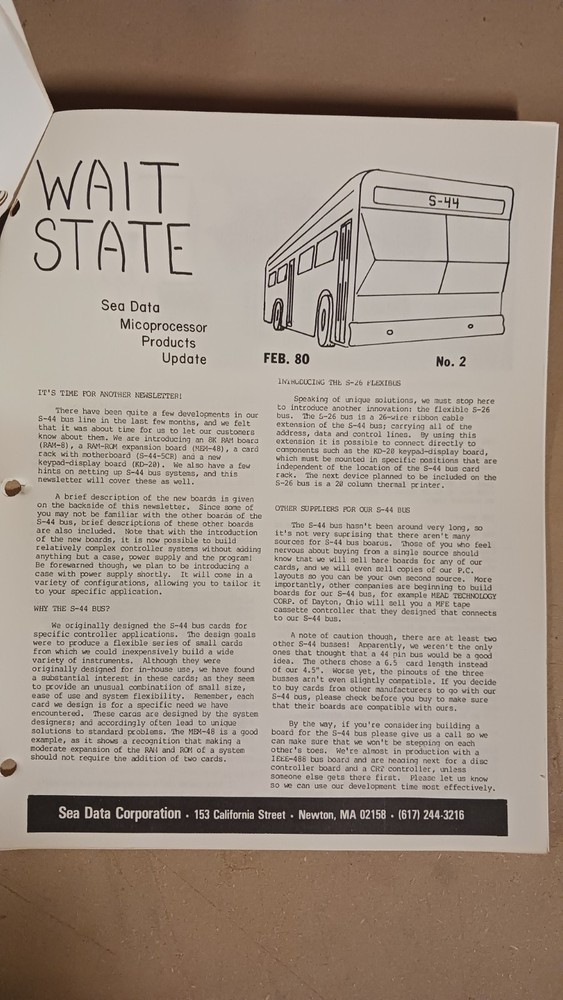 WAIT
STATE
Sea Data
Micoprocessor
Products
Update
S-44
FEB. 80
No. 2
IT'S TIME FOR ANOTHER NEWSLETTER!
There have been quite a few developments in our
S-44 bus line in the last few months, and we felt
that it was about time for us to let our customers
know about them. We are introducing an 8K RAM board
(RAM-8), a RAM-ROM expansion board (MEM-48), a card
rack with motherboard (S-44-5CR) and a new
keypad-display board (KD-20). We also have a few
hints on setting up S-44 bus systems, and this
newsletter will cover these as well.
A brief description of the new boards is given
on the backside of this newsletter. Since some of
you may not be familiar with the other boards of the
S-44 bus, brief descriptions of these other boards
are also included. Note that with the introduction
of the new boards, it is now possible to build
relatively complex controller systems without adding
anything but a case, power supply and the program!
Be forewarned though, we plan to be introducing a
case with power supply shortly. It will come in a
variety of configurations, allowing you to tailor it
to your specific application.
WHY THE S-44 BUS?
We originally designed the S-44 bus cards for
specific controller applications. The design goals
were to produce a flexible series of small cards
from which we could inexpensively build a wide
variety of instruments. Although they were
originally designed for in-house use, we have found
a substantial interest in these cards; as they seem
to provide an unusual combination of small size,
ease of use and system flexibility. Remember, each
card we design is for a specific need we have
encountered. These cards are designed by the system
designers; and accordingly often lead to unique
solutions to standard problems. The MEM-48 is a good
example, as it shows a recognition that making a
moderate expansion of the RAM and ROM of a system
should not require the addition of two cards.
INTRODUCING THE S-26 FLEXIBUS
Speaking of unique solutions, we must stop here
to introduce another innovation: the flexible S-26
bus. The S-26 bus is a 26-wire ribbon cable
extension of the S-44 bus; carrying all of the
address, data and control lines. By using this
extension it is possible to connect directly to
components such as the KD-20 keypad-display board,
which must be mounted in specific positions that are
independent of the location of the S-44 bus card
rack. The next device planned to be included on the
S-26 bus is a 20 column thermal printer.
OTHER SUPPLIERS FOR OUR S-44 BUS
The S-44 bus hasn't been around very long, so
it's not very suprising that there aren't many
sources for S-44 bus boards. Those of you who feel
nervous about buying from a single source should
know that we will sell bare boards for any of our
cards, and we will even sell copies of our P.C.
layouts so you can be your own second source. More
importantly, other companies are beginning to build
boards for our S-44 bus, for example MEAD TECHNOLOGY
CORP. of Dayton, Ohio will sell you a MFE tape
cassette controller that they designed that connects
to our S-44 bus.
A note of caution though, there are at least two
other S-44 busses! Apparently, we weren't the only
ones that thought that a 44 pin bus would be a good
idea. The others chose a 6.5 card length instead
of our 4.5". Worse yet, the pinouts of the three
busses arn't even slightly compatible. If you decide
to buy cards from other manufacturers to go with our
S-44 bus, please check before you buy to make sure
that their boards are compatible with ours.
By the way, if you're considering building a
board for the S-44 bus please give us a call so we
can make sure that we won't be stepping on each
other's toes. We're almost in production with a
IEEE-488 bus board and are heading next for a disc
controller board and a CRT controller, unless
someone else gets there first. Please let us know
so we can use our development time most effectively.
Sea Data Corporation • 153 California Street • Newton, MA 02158 • (617) 244-3216